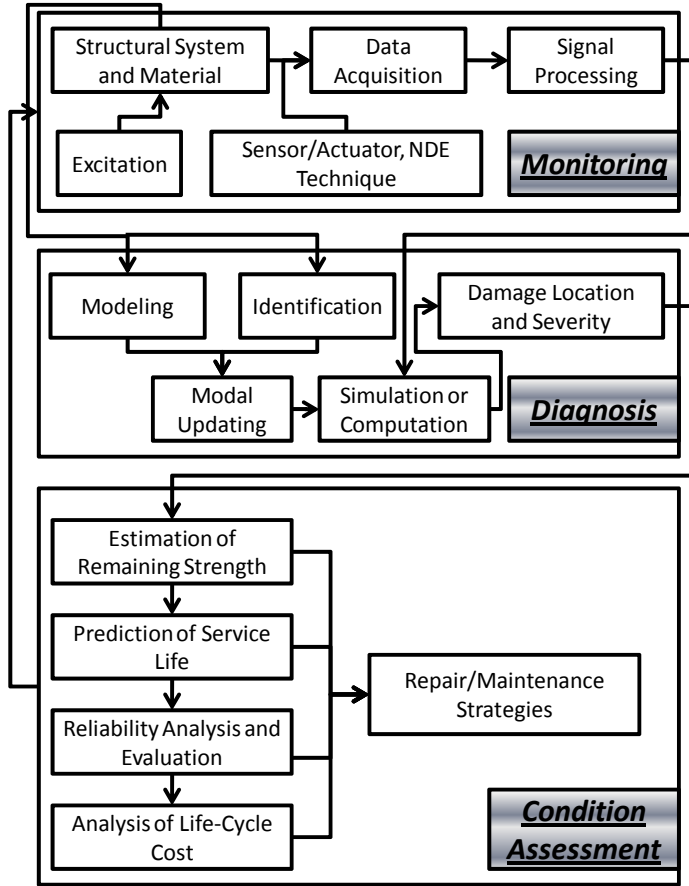 Structural System
and Material
Data
Acquisition
Signal
Processing
Excitation
Sensor/Actuator, NDE
Technique
Monitoring
Modeling
Identification
Damage Location
and Severity
Modal
Updating
Simulation or
Computation
Diagnosis
Estimation of
Remaining Strength
Prediction of Service
Life
Repair/Maintenance
Strategies
Reliability Analysis and
Evaluation
Analysis of Life-Cycle
Cost
Condition
Assessment